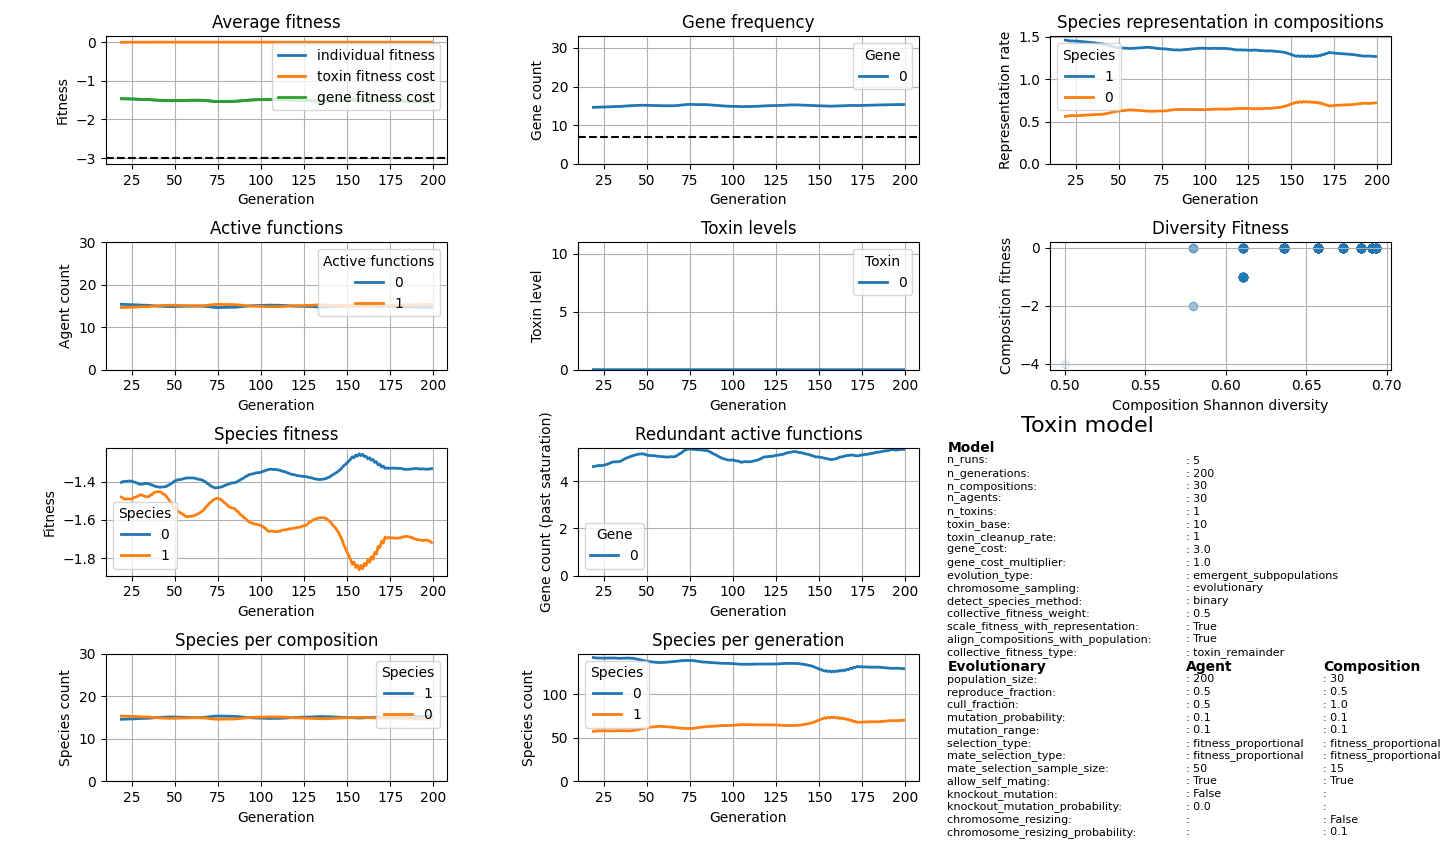 Average fitness
Fitness
0
−1
−2
−3
individual fitness
toxin fitness cost
gene fitness cost
25 50 75 100 125 150 175 200
Generation
Gene frequency
Gene count
30
20
10
0
Gene
0
25 50 75 100 125 150 175 200
Generation
Species representation in compositions
Representation rate
1.5
1.0
0.5
0.0
Species
1
0
25 50 75 100 125 150 175 200
Generation
Active functions
Agent count
30
20
10
0
Active functions
0
1
25 50 75 100 125 150 175 200
Generation
Toxin levels
Toxin level
10
5
0
Toxin
0
25 50 75 100 125 150 175 200
Generation
Diversity Fitness
Composition fitness
0
−2
−4
0.50 0.55 0.60 0.65 0.70
Composition Shannon diversity
Species fitness
Fitness
−1.4
−1.6
−1.8
Species
0
1
25 50 75 100 125 150 175 200
Generation
Redundant active functions
Gene count (past saturation)
4
2
0
Gene
0
25 50 75 100 125 150 175 200
Generation
Species per composition
Species count
30
20
10
0
Species
1
0
25 50 75 100 125 150 175 200
Generation
Species per generation
Species count
100
50
0
Species
0
1
25 50 75 100 125 150 175 200
Generation
Toxin model
Model
n_runs: : 5
n_generations: : 200
n_compositions: : 30
n_agents: : 30
n_toxins: : 1
toxin_base: : 10
toxin_cleanup_rate: : 1
gene_cost: : 3.0
gene_cost_multiplier: : 1.0
evolution_type: : emergent_subpopulations
chromosome_sampling: : evolutionary
detect_species_method: : binary
collective_fitness_weight: : 0.5
scale_fitness_with_representation: : True
align_compositions_with_population: : True
collective_fitness_type: : toxin_remainder
Evolutionary Agent Composition
population_size: : 200 : 30
reproduce_fraction: : 0.5 : 0.5
cull_fraction: : 0.5 : 1.0
mutation_probability: : 0.1 : 0.1
mutation_range: : 0.1 : 0.1
selection_type: : fitness_proportional : fitness_proportional
mate_selection_type: : fitness_proportional : fitness_proportional
mate_selection_sample_size: : 50 : 15
allow_self_mating: : True : True
knockout_mutation: : False :
knockout_mutation_probability: : 0.0 :
chromosome_resizing: : : False
chromosome_resizing_probability: : : 0.1